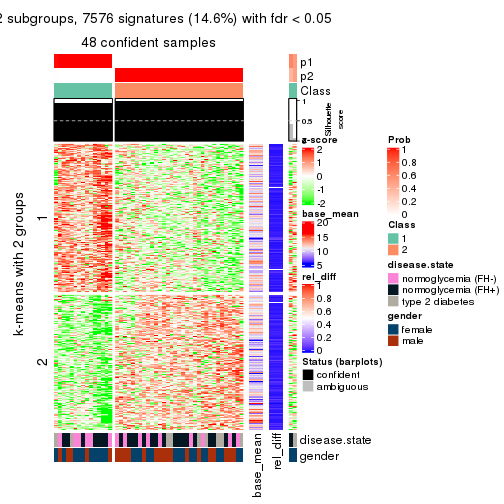 2 subgroups, 7576 signatures (14.6%) with fdr < 0.05
48 confident samples
p1
p2
Class
1
0.5
0
Silhouette
score
k-means with 2 groups
1
2
z-score
2
1
0
-1
-2
base_mean
20
15
10
5
rel_diff
1
0.8
0.6
0.4
0.2
0
Status (barplots)
confident
ambiguous
Prob
1
0.8
0.6
0.4
0.2
0
Class
1
2
disease.state
normoglycemia (FH-)
normoglycemia (FH+)
type 2 diabetes
gender
female
male
disease.state
gender
base_mean
rel_diff